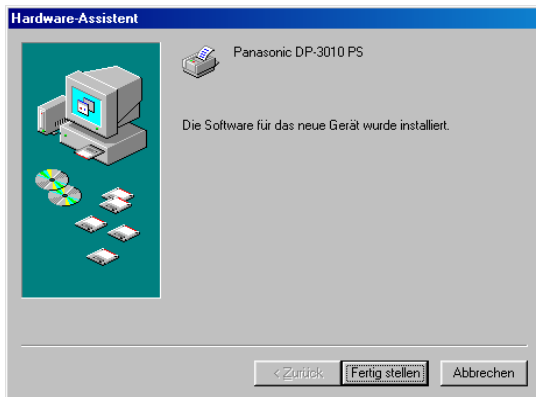 Hardware-Assistent
Panasonic DP-3010 PS
Die Software für das neue Gerät wurde installiert.
< Zurück
Fertig stellen
Abbrechen